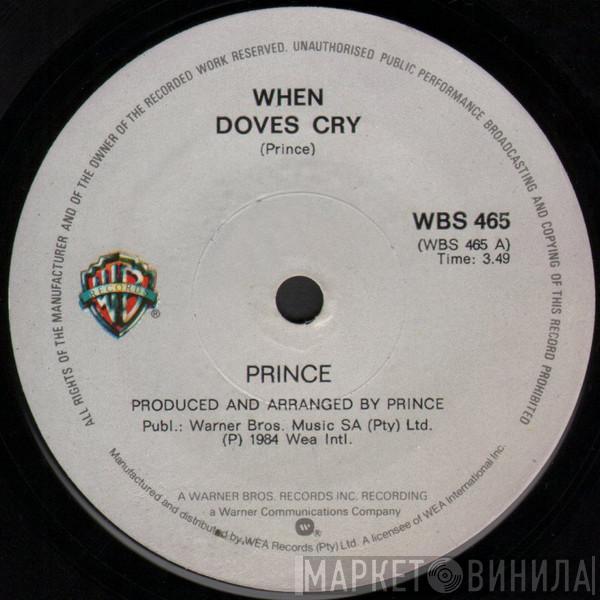 ALL RIGHTS OF THE MANUFACTURER AND OF THE OWNER OF THE RECORDED WORK RESERVED. UNAUTHORISED PUBLIC PERFORMANCE BROADCASTING AND COPYING OF THIS RECORD PROHIBITED
WHEN
DOVES CRY
(Prince)
WBS 465
(WBS 465 A)
Time: 3.49
WB
RECORDS
®
PRINCE
PRODUCED AND ARRANGED BY PRINCE
Publ.: Warner Bros. Music SA (Pty) Ltd.
(P) 1984 Wea Intl.
A WARNER BROS. RECORDS INC. RECORDING
a Warner Communications Company
®
Manufactured and distributed by WEA Records (Pty) Ltd. A licensee of WEA International Inc.
МАРКЕТ ВИНИЛА